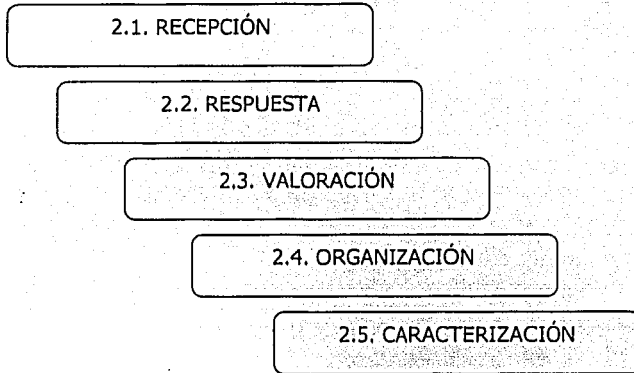 2.1. RECEPCIÓN
2.2. RESPUESTA
2.3. VALORACIÓN
2.4. ORGANIZACIÓN
2.5. CARACTERIZACIÓN